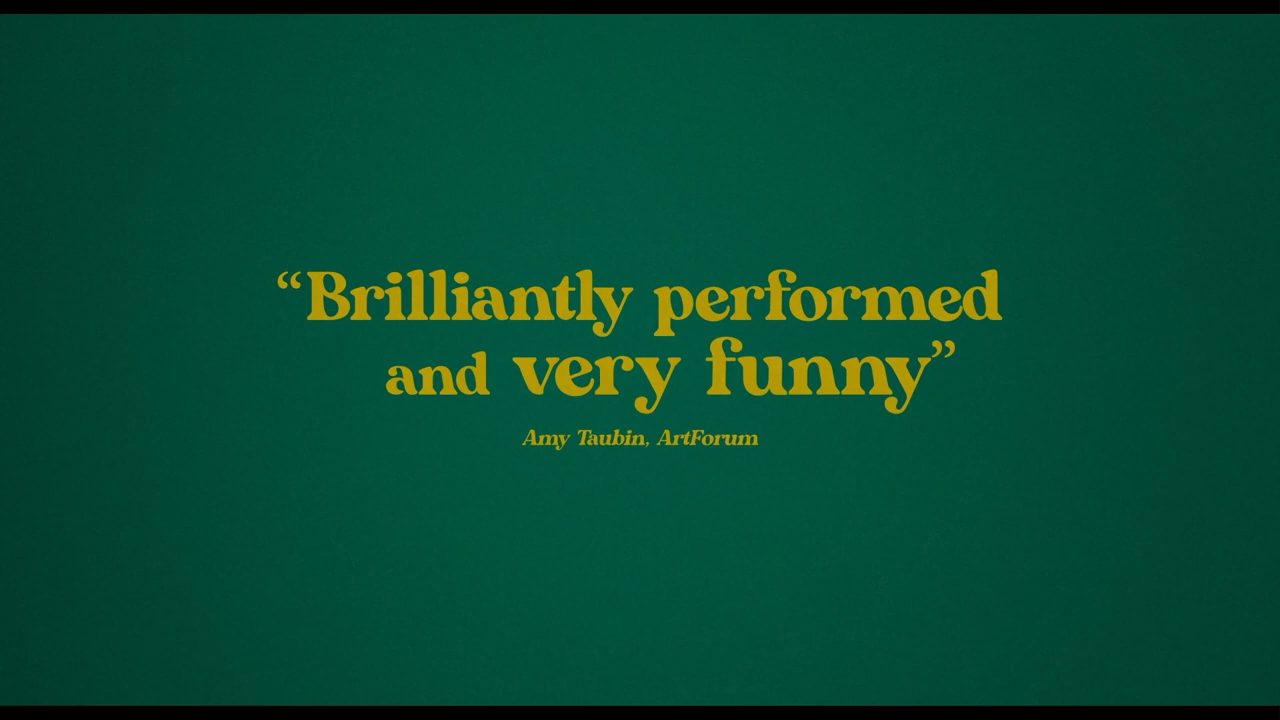 “Brilliantly performed
and very funny”
Amy Taubin, ArtForum